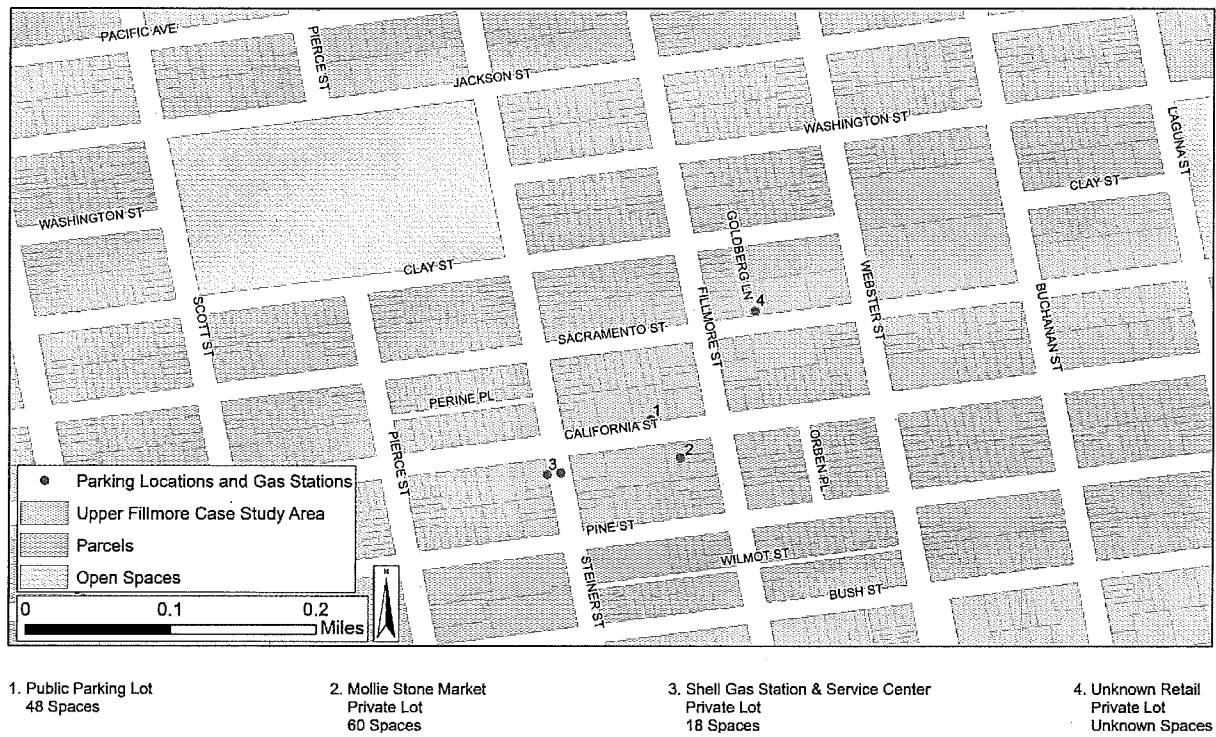 PACIFIC AVE
PIERCE ST
JACKSON ST
WASHINGTON ST
LAGUNA ST
CLAY ST
WASHINGTON ST
GOLDBERG LN
CLAY ST
4
SCOTT ST
FILLMORE ST
WEBSTER ST
BUCHANAN ST
SACRAMENTO ST
PERINE PL
1
CALIFORNIA ST
2
ORBEN PL
PIERCE ST
3
PINE ST
WILMOT ST
STEINER ST
BUSH ST
Parking Locations and Gas Stations
Upper Fillmore Case Study Area
Parcels
Open Spaces
0 0.1 0.2
Miles
N
1. Public Parking Lot
48 Spaces
2. Mollie Stone Market
Private Lot
60 Spaces
3. Shell Gas Station & Service Center
Private Lot
18 Spaces
4. Unknown Retail
Private Lot
Unknown Spaces